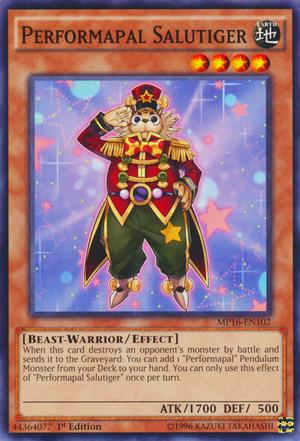 PERFORMAPAL SALUTIGER
EARTH
地
MP16-EN102
[BEAST-WARRIOR/EFFECT]
When this card destroys an opponent's monster by battle and
sends it to the Graveyard: You can add 1 "Performapal" Pendulum
Monster from your Deck to your hand. You can only use this effect
of "Performapal Salutiger" once per turn.
ATK/1700 DEF/ 500
44364077 1st Edition ©1996 KAZUKI TAKAHASHI